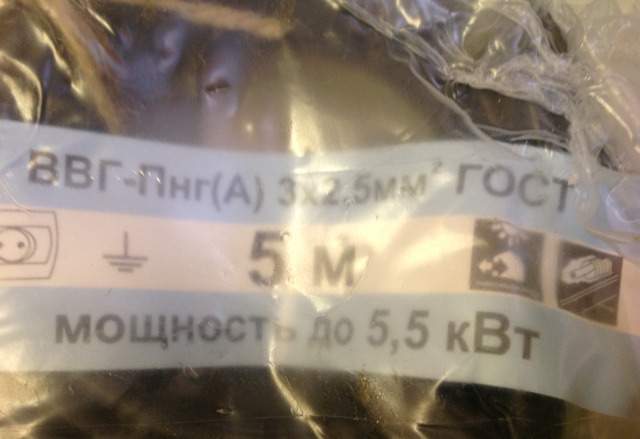 ВВГ-Пнг(А) 3х2,5мм² ГОСТ
5 м
мощность до 5,5 кВт